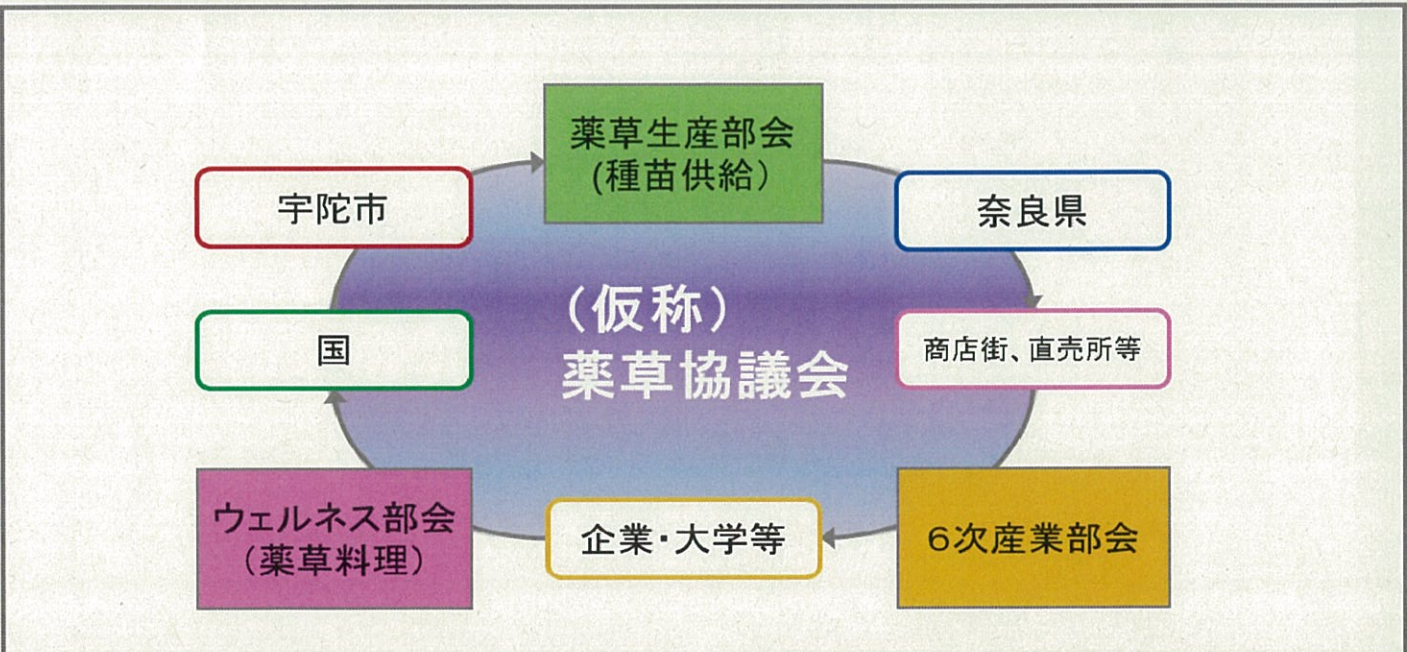 薬草生産部会
(種苗供給)
宇陀市
奈良県
(仮称)
薬草協議会
国
商店街、直売所等
ウェルネス部会
(薬草料理)
企業・大学等
６次産業部会